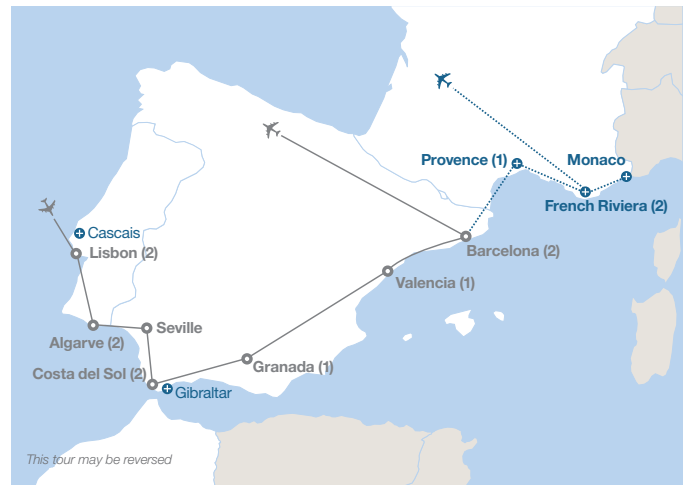 Provence (1)
Monaco
French Riviera (2)
Cascais
Lisbon (2)
Barcelona (2)
Valencia (1)
Algarve (2)
Seville
Costa del Sol (2)
Granada (1)
Gibraltar
This tour may be reversed